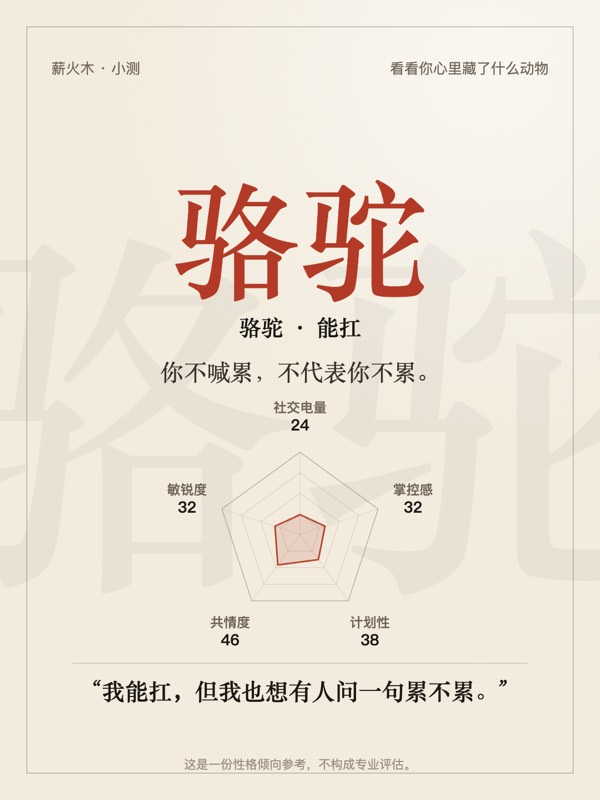 薪火木 · 小测
看看你心里藏了什么动物
骆驼
骆驼 · 能扛
你不喊累，不代表你不累。
社交电量
24
敏锐度
32
掌控感
32
共情度
46
计划性
38
“我能扛，但我也想有人问一句累不累。”
这是一份性格倾向参考，不构成专业评估。